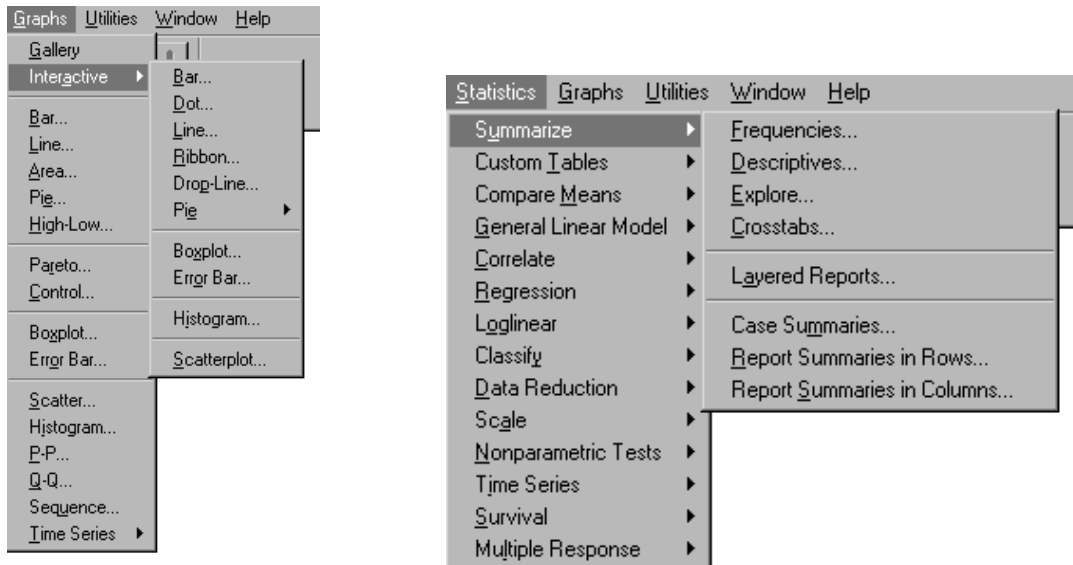 Graphs Utilities Window Help
Gallery
Interactive
Bar...
Line...
Area...
Pie...
High-Low...
Pareto...
Control...
Boxplot...
Error Bar...
Scatter...
Histogram...
P-P...
Q-Q...
Sequence...
Time Series
Bar...
Dot...
Line...
Ribbon...
Drop-Line...
Pie
Boxplot...
Error Bar...
Histogram...
Scatterplot...
Statistics Graphs Utilities Window Help
Summarize
Custom Tables
Compare Means
General Linear Model
Correlate
Regression
Loglinear
Classify
Data Reduction
Scale
Nonparametric Tests
Time Series
Survival
Multiple Response
Frequencies...
Descriptives...
Explore...
Crosstabs...
Layered Reports...
Case Summaries...
Report Summaries in Rows...
Report Summaries in Columns...